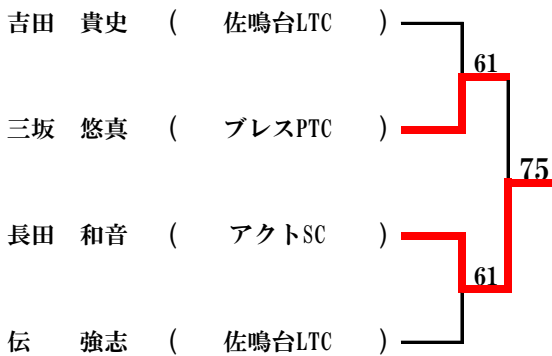 吉田　貴史　（　佐鳴台LTC　）
61
三坂　悠真　（　ブレスPTC　）
75
長田　和音　（　アクトSC　）
61
伝　強志　（　佐鳴台LTC　）